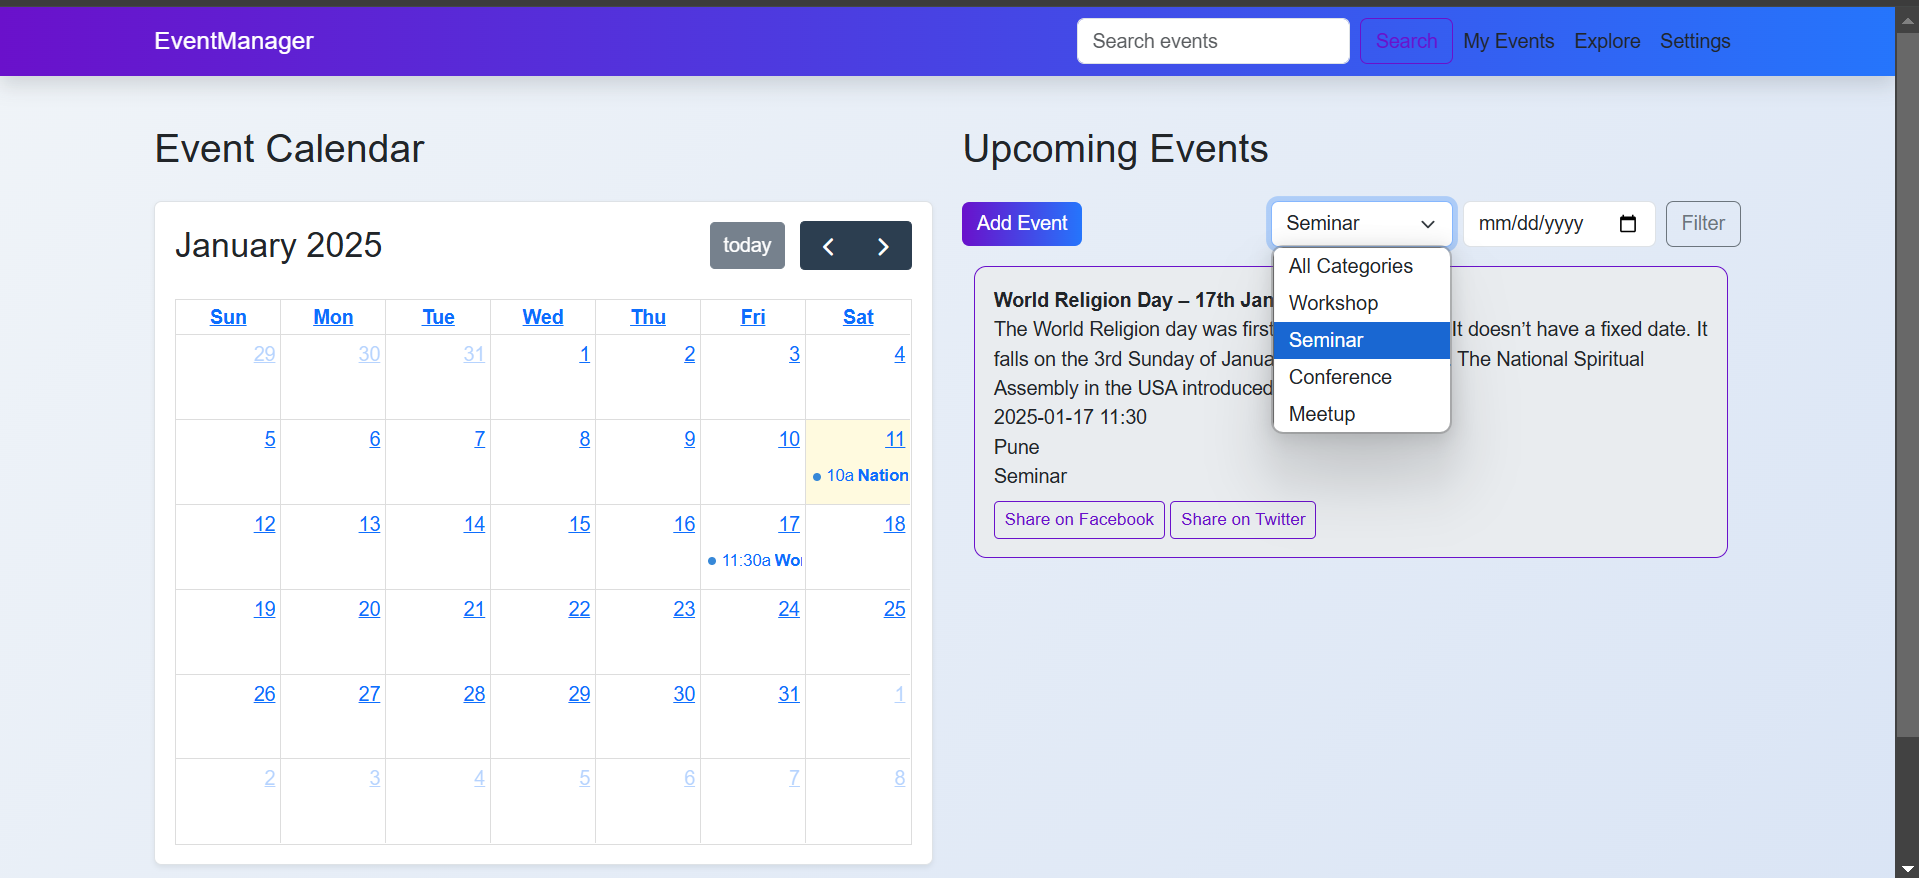 EventManager
Search events
Search
My Events
Explore
Settings
Event Calendar
January 2025
today
Sun Mon Tue Wed Thu Fri Sat
29 30 31 1 2 3 4
5 6 7 8 9 10 11
10a Nation
12 13 14 15 16 17 18
11:30a Wo
19 20 21 22 23 24 25
26 27 28 29 30 31 1
2 3 4 5 6 7 8
Upcoming Events
Add Event
Seminar
mm/dd/yyyy
Filter
All Categories
Workshop
Seminar
Conference
Meetup
World Religion Day – 17th Jan
The World Religion day was first It doesn’t have a fixed date. It
falls on the 3rd Sunday of Janua The National Spiritual
Assembly in the USA introduced
2025-01-17 11:30
Pune
Seminar
Share on Facebook
Share on Twitter